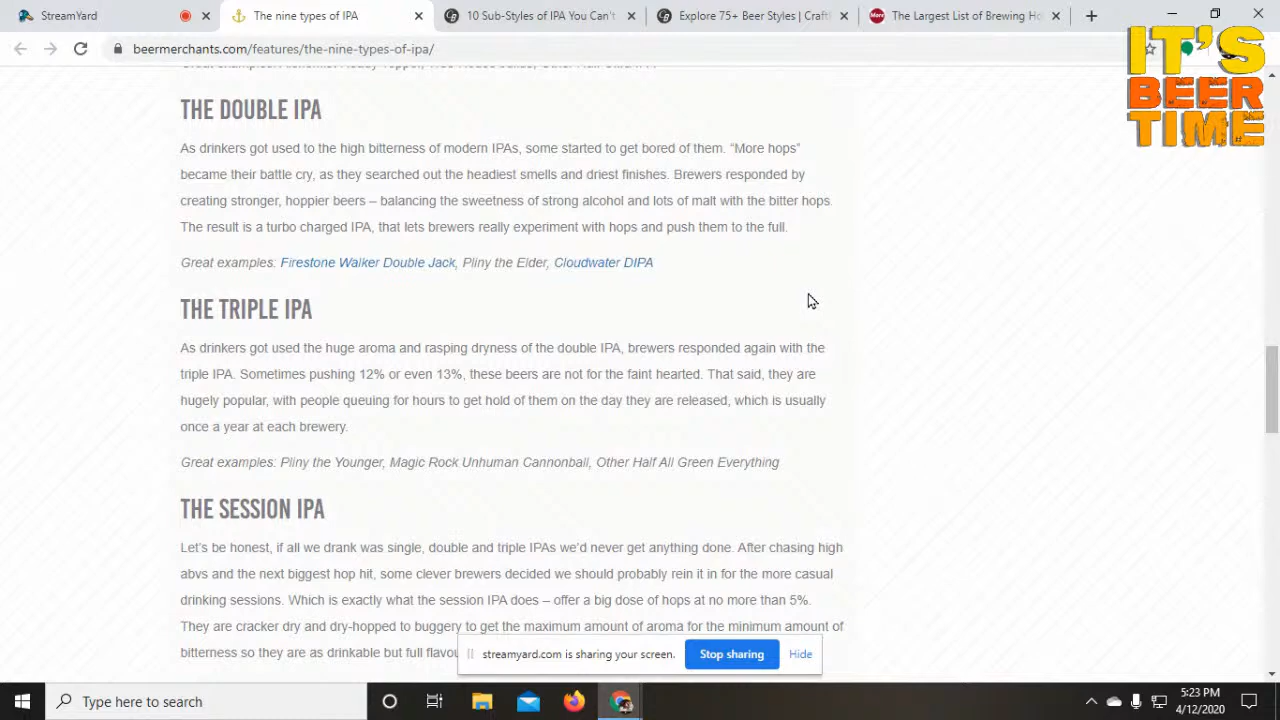 StreamYard
The nine types of IPA
10 Sub-Styles of IPA You Can't
Explore 75+ Beer Styles | Craft
The Largest List of Brewing Ho
beermerchants.com/features/the-nine-types-of-ipa/
IT'S
BEER
TIME
THE DOUBLE IPA
As drinkers got used to the high bitterness of modern IPAs, some started to get bored of them. “More hops”
became their battle cry, as they searched out the headiest smells and driest finishes. Brewers responded by
creating stronger, hoppier beers – balancing the sweetness of strong alcohol and lots of malt with the bitter hops.
The result is a turbo charged IPA, that lets brewers really experiment with hops and push them to the full.
Great examples: Firestone Walker Double Jack, Pliny the Elder, Cloudwater DIPA
THE TRIPLE IPA
As drinkers got used the huge aroma and rasping dryness of the double IPA, brewers responded again with the
triple IPA. Sometimes pushing 12% or even 13%, these beers are not for the faint hearted. That said, they are
hugely popular, with people queuing for hours to get hold of them on the day they are released, which is usually
once a year at each brewery.
Great examples: Pliny the Younger, Magic Rock Unhuman Cannonball, Other Half All Green Everything
THE SESSION IPA
Let's be honest, if all we drank was single, double and triple IPAs we'd never get anything done. After chasing high
abvs and the next biggest hop hit, some clever brewers decided we should probably rein it in for the more casual
drinking sessions. Which is exactly what the session IPA does – offer a big dose of hops at no more than 5%.
They are cracker dry and dry-hopped to buggery to get the maximum amount of aroma for the minimum amount of
bitterness so they are as drinkable but full flavou
streamyard.com is sharing your screen.
Stop sharing
Hide
Type here to search
5:23 PM
4/12/2020